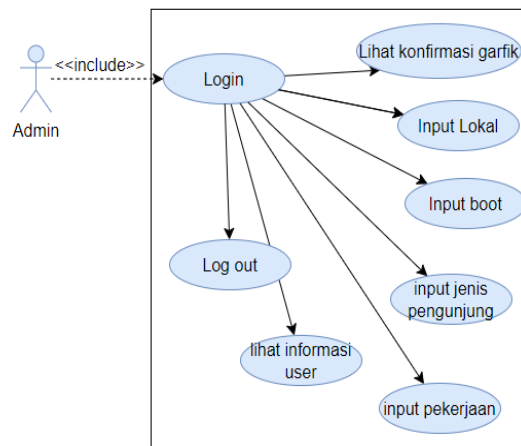 <<include>>
Admin
Login
Lihat konfirmasi garfik
Input Lokal
Input boot
input jenis
pengunjung
input pekerjaan
lihat informasi
user
Log out